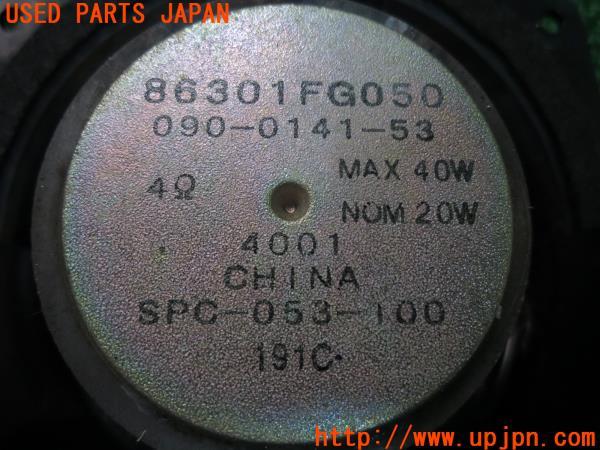 USED PARTS JAPAN
86301FG050
090-0141-53
4Ω
MAX 40W
NOM 20W
4001
CHINA
SPC-053-100
191C
UPJ
http://www.upjpn.com